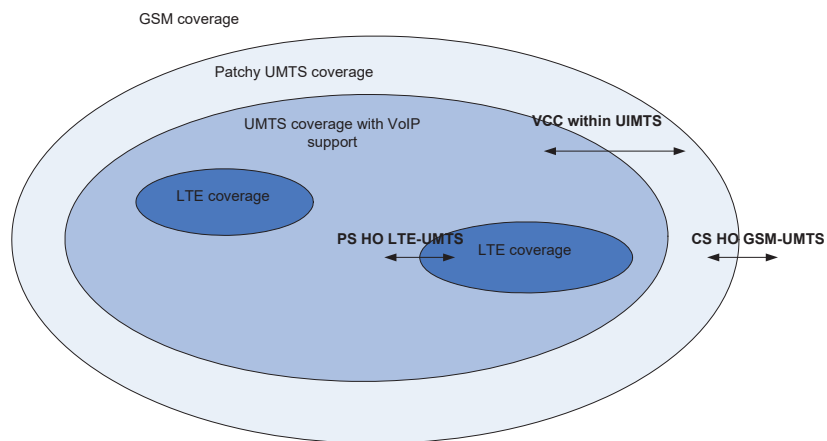 GSM coverage
Patchy UMTS coverage
UMTS coverage with VoIP
support
VCC within UIMTS
LTE coverage
PS HO LTE-UMTS
LTE coverage
CS HO GSM-UMTS